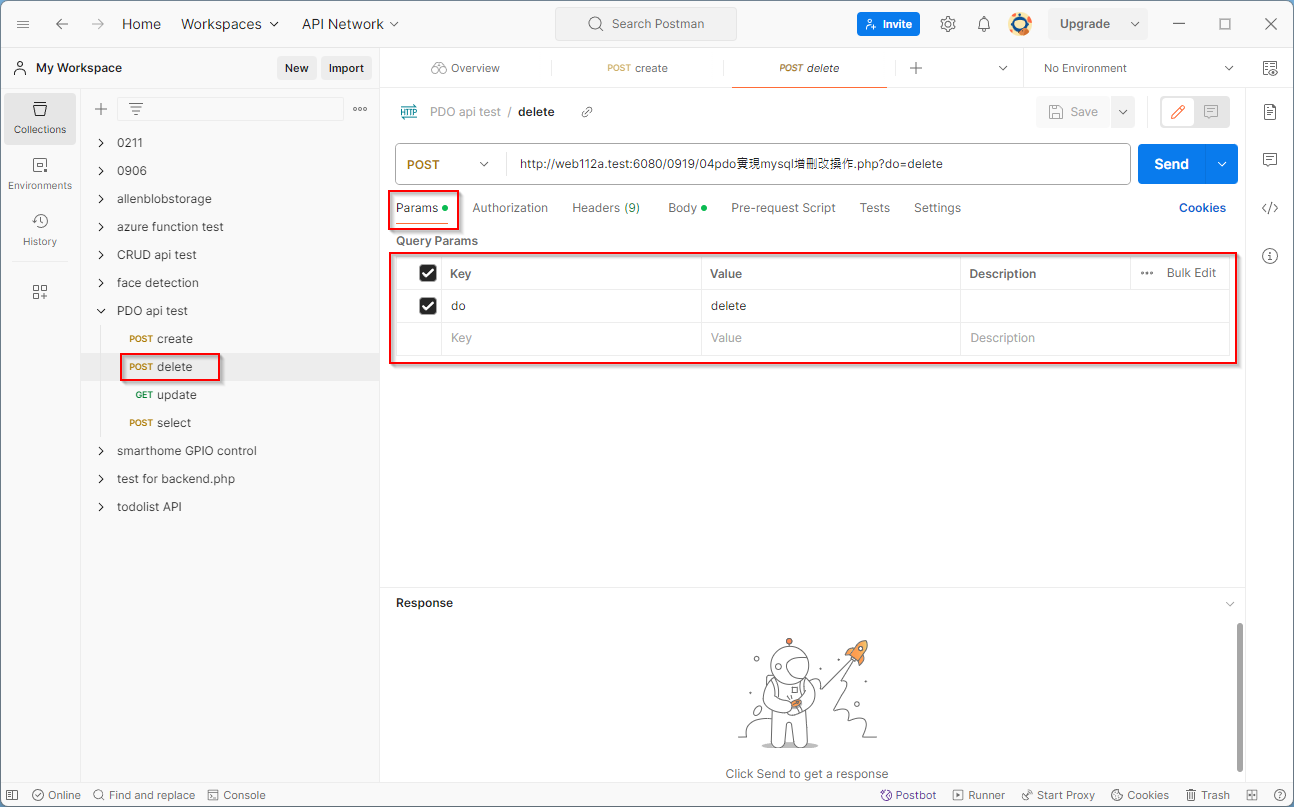 Home Workspaces API Network Search Postman Invite Upgrade
My Workspace New Import
Overview POST create POST delete No Environment
Collections
Environments
History
0211
0906
allenblobstorage
azure function test
CRUD api test
face detection
PDO api test
POST create
POST delete
GET update
POST select
smarthome GPIO control
test for backend.php
todolist API
HTTP PDO api test / delete Save
POST http://web112a.test:6080/0919/04pdo實現mysql增刪改操作.php?do=delete Send
Params Authorization Headers (9) Body Pre-request Script Tests Settings Cookies
Query Params
Key Value Description Bulk Edit
do delete
Key Value Description
Response
Click Send to get a response
Online Find and replace Console Postbot Runner Start Proxy Cookies Trash